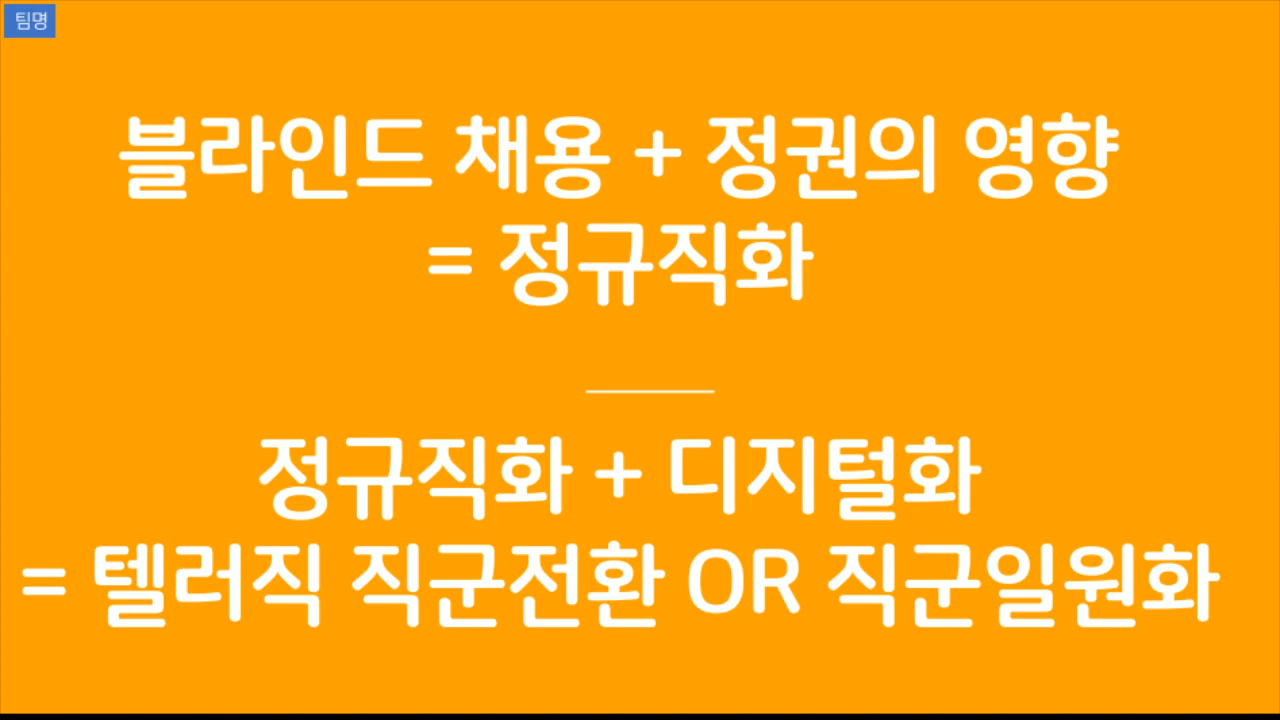 팀명
블라인드 채용 + 정권의 영향
= 정규직화
정규직화 + 디지털화
= 텔러직 직군전환 OR 직군일원화